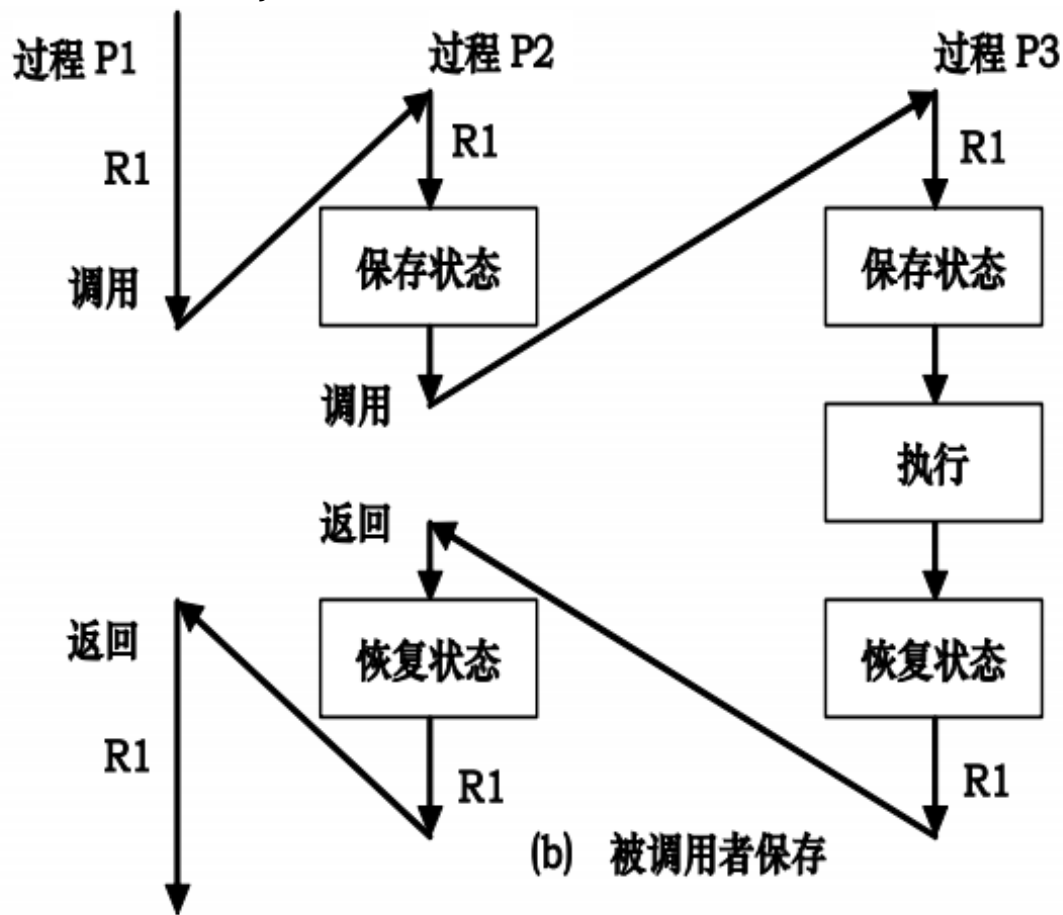 过程 P1
过程 P2
过程 P3
R1
R1
R1
调用
保存状态
保存状态
调用
执行
返回
返回
恢复状态
恢复状态
R1
R1
R1
(b) 被调用者保存